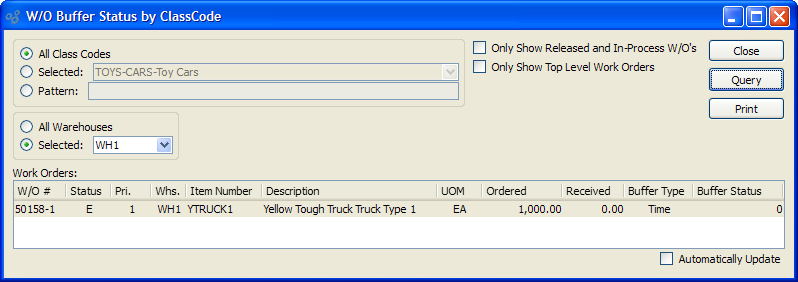 W/O Buffer Status by ClassCode
All Class Codes
Selected: TOYS-CARS-Toy Cars
Pattern:
Only Show Released and In-Process W/O's
Only Show Top Level Work Orders
Close
Query
Print
All Warehouses
Selected: WH1
Work Orders:
W/O # Status Pri. Whs. Item Number Description UOM Ordered Received Buffer Type Buffer Status
50158-1 E 1 WH1 YTRUCK1 Yellow Tough Truck Truck Type 1 EA 1,000.00 0.00 Time 0
Automatically Update